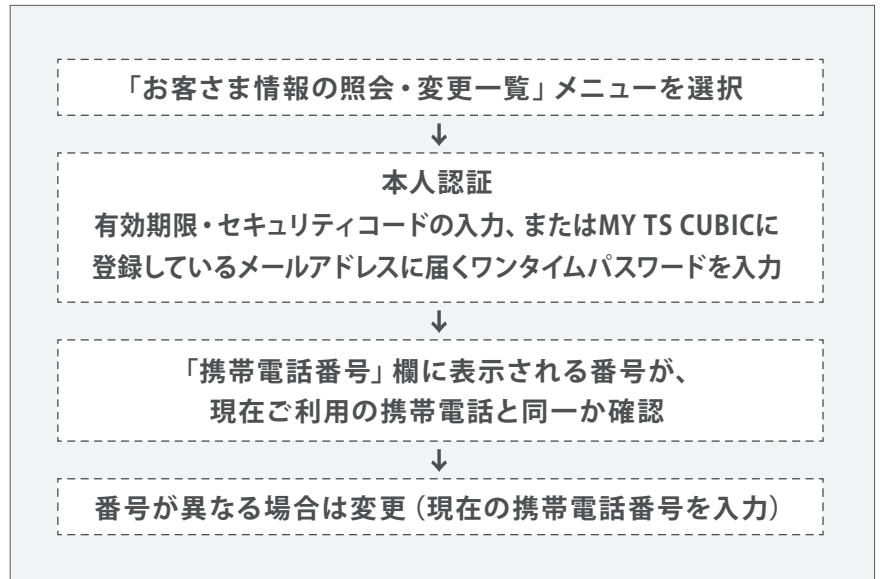 「お客さま情報の照会・変更一覧」メニューを選択
↓
本人認証
有効期限・セキュリティコードの入力、またはMY TS CUBICに
登録しているメールアドレスに届くワンタイムパスワードを入力
↓
「携帯電話番号」欄に表示される番号が、
現在ご利用の携帯電話と同一か確認
↓
番号が異なる場合は変更（現在の携帯電話番号を入力）